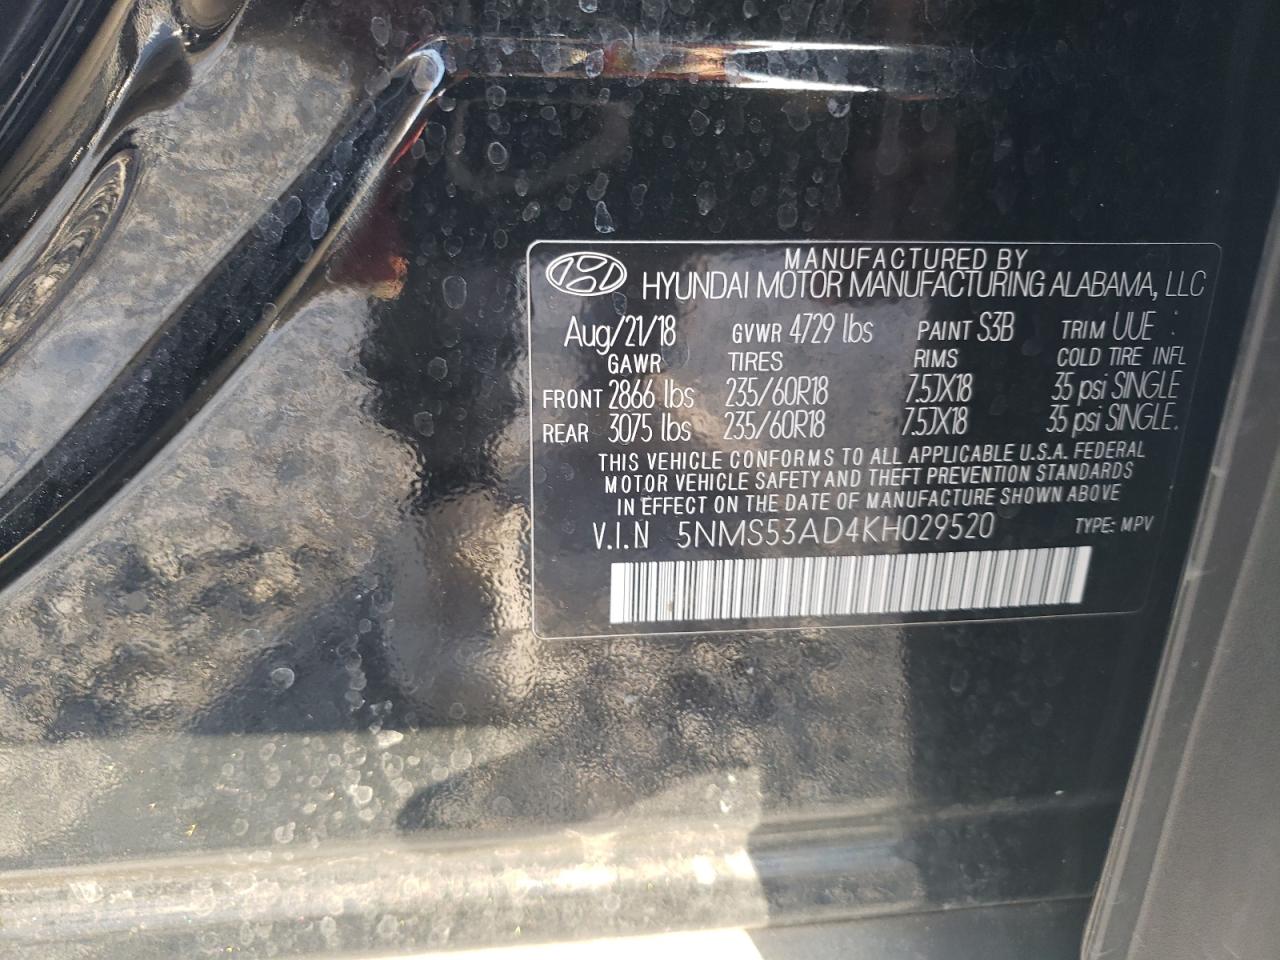 MANUFACTURED BY
HYUNDAI MOTOR MANUFACTURING ALABAMA, LLC
Aug/21/18 GVWR 4729 lbs PAINT S3B TRIM UUE :
GAWR TIRES RIMS COLD TIRE INFL
FRONT 2866 lbs 235/60R18 7.5JX18 35 psi SINGLE
REAR 3075 lbs 235/60R18 7.5JX18 35 psi SINGLE.
THIS VEHICLE CONFORMS TO ALL APPLICABLE U.S.A. FEDERAL
MOTOR VEHICLE SAFETY AND THEFT PREVENTION STANDARDS
IN EFFECT ON THE DATE OF MANUFACTURE SHOWN ABOVE
V.I.N 5NMS53AD4KH029520 TYPE: MPV